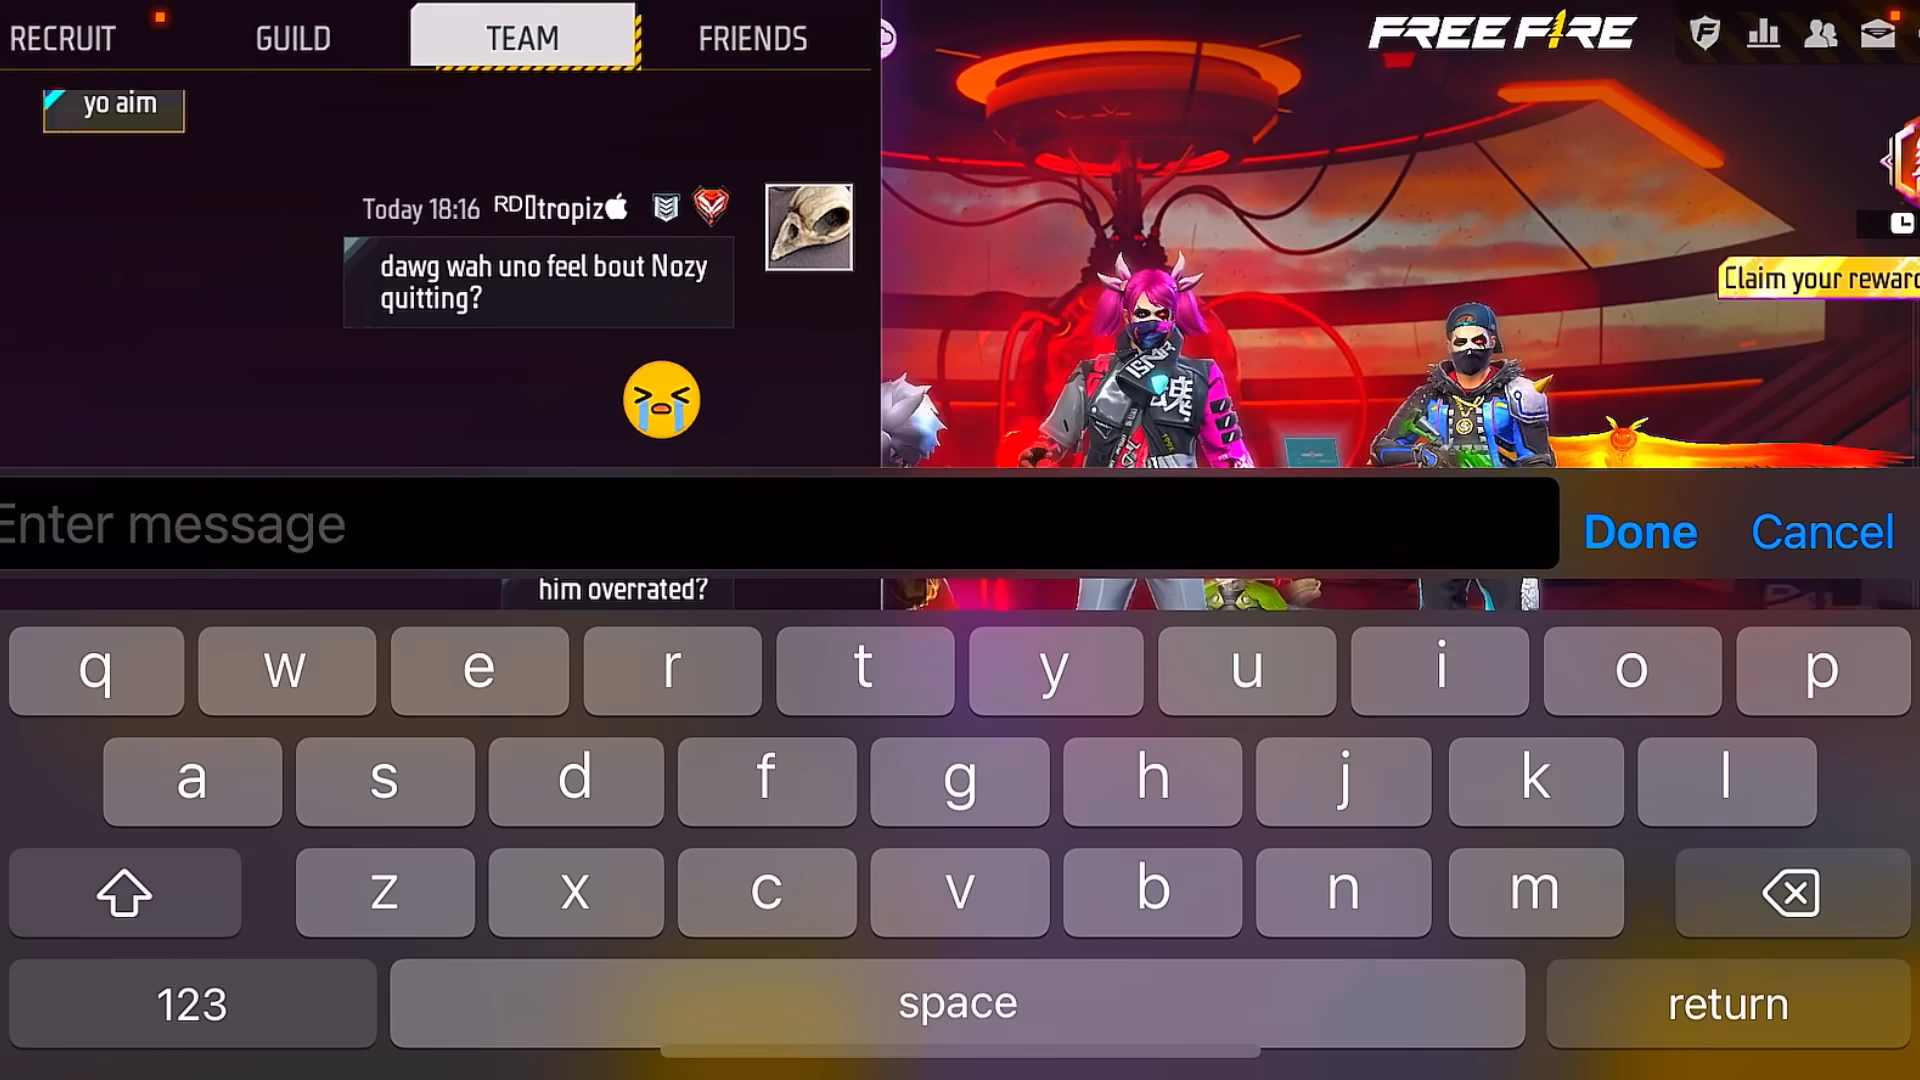 RECRUIT
GUILD
TEAM
FRIENDS
FREE FIRE
yo aim
Today 18:16
tropiz
dawg wah uno feel bout Nozy
quitting?
Claim your reward
Enter message
Done
Cancel
him overrated?
q w e r t y u i o p
a s d f g h j k l
z x c v b n m
123
space
return